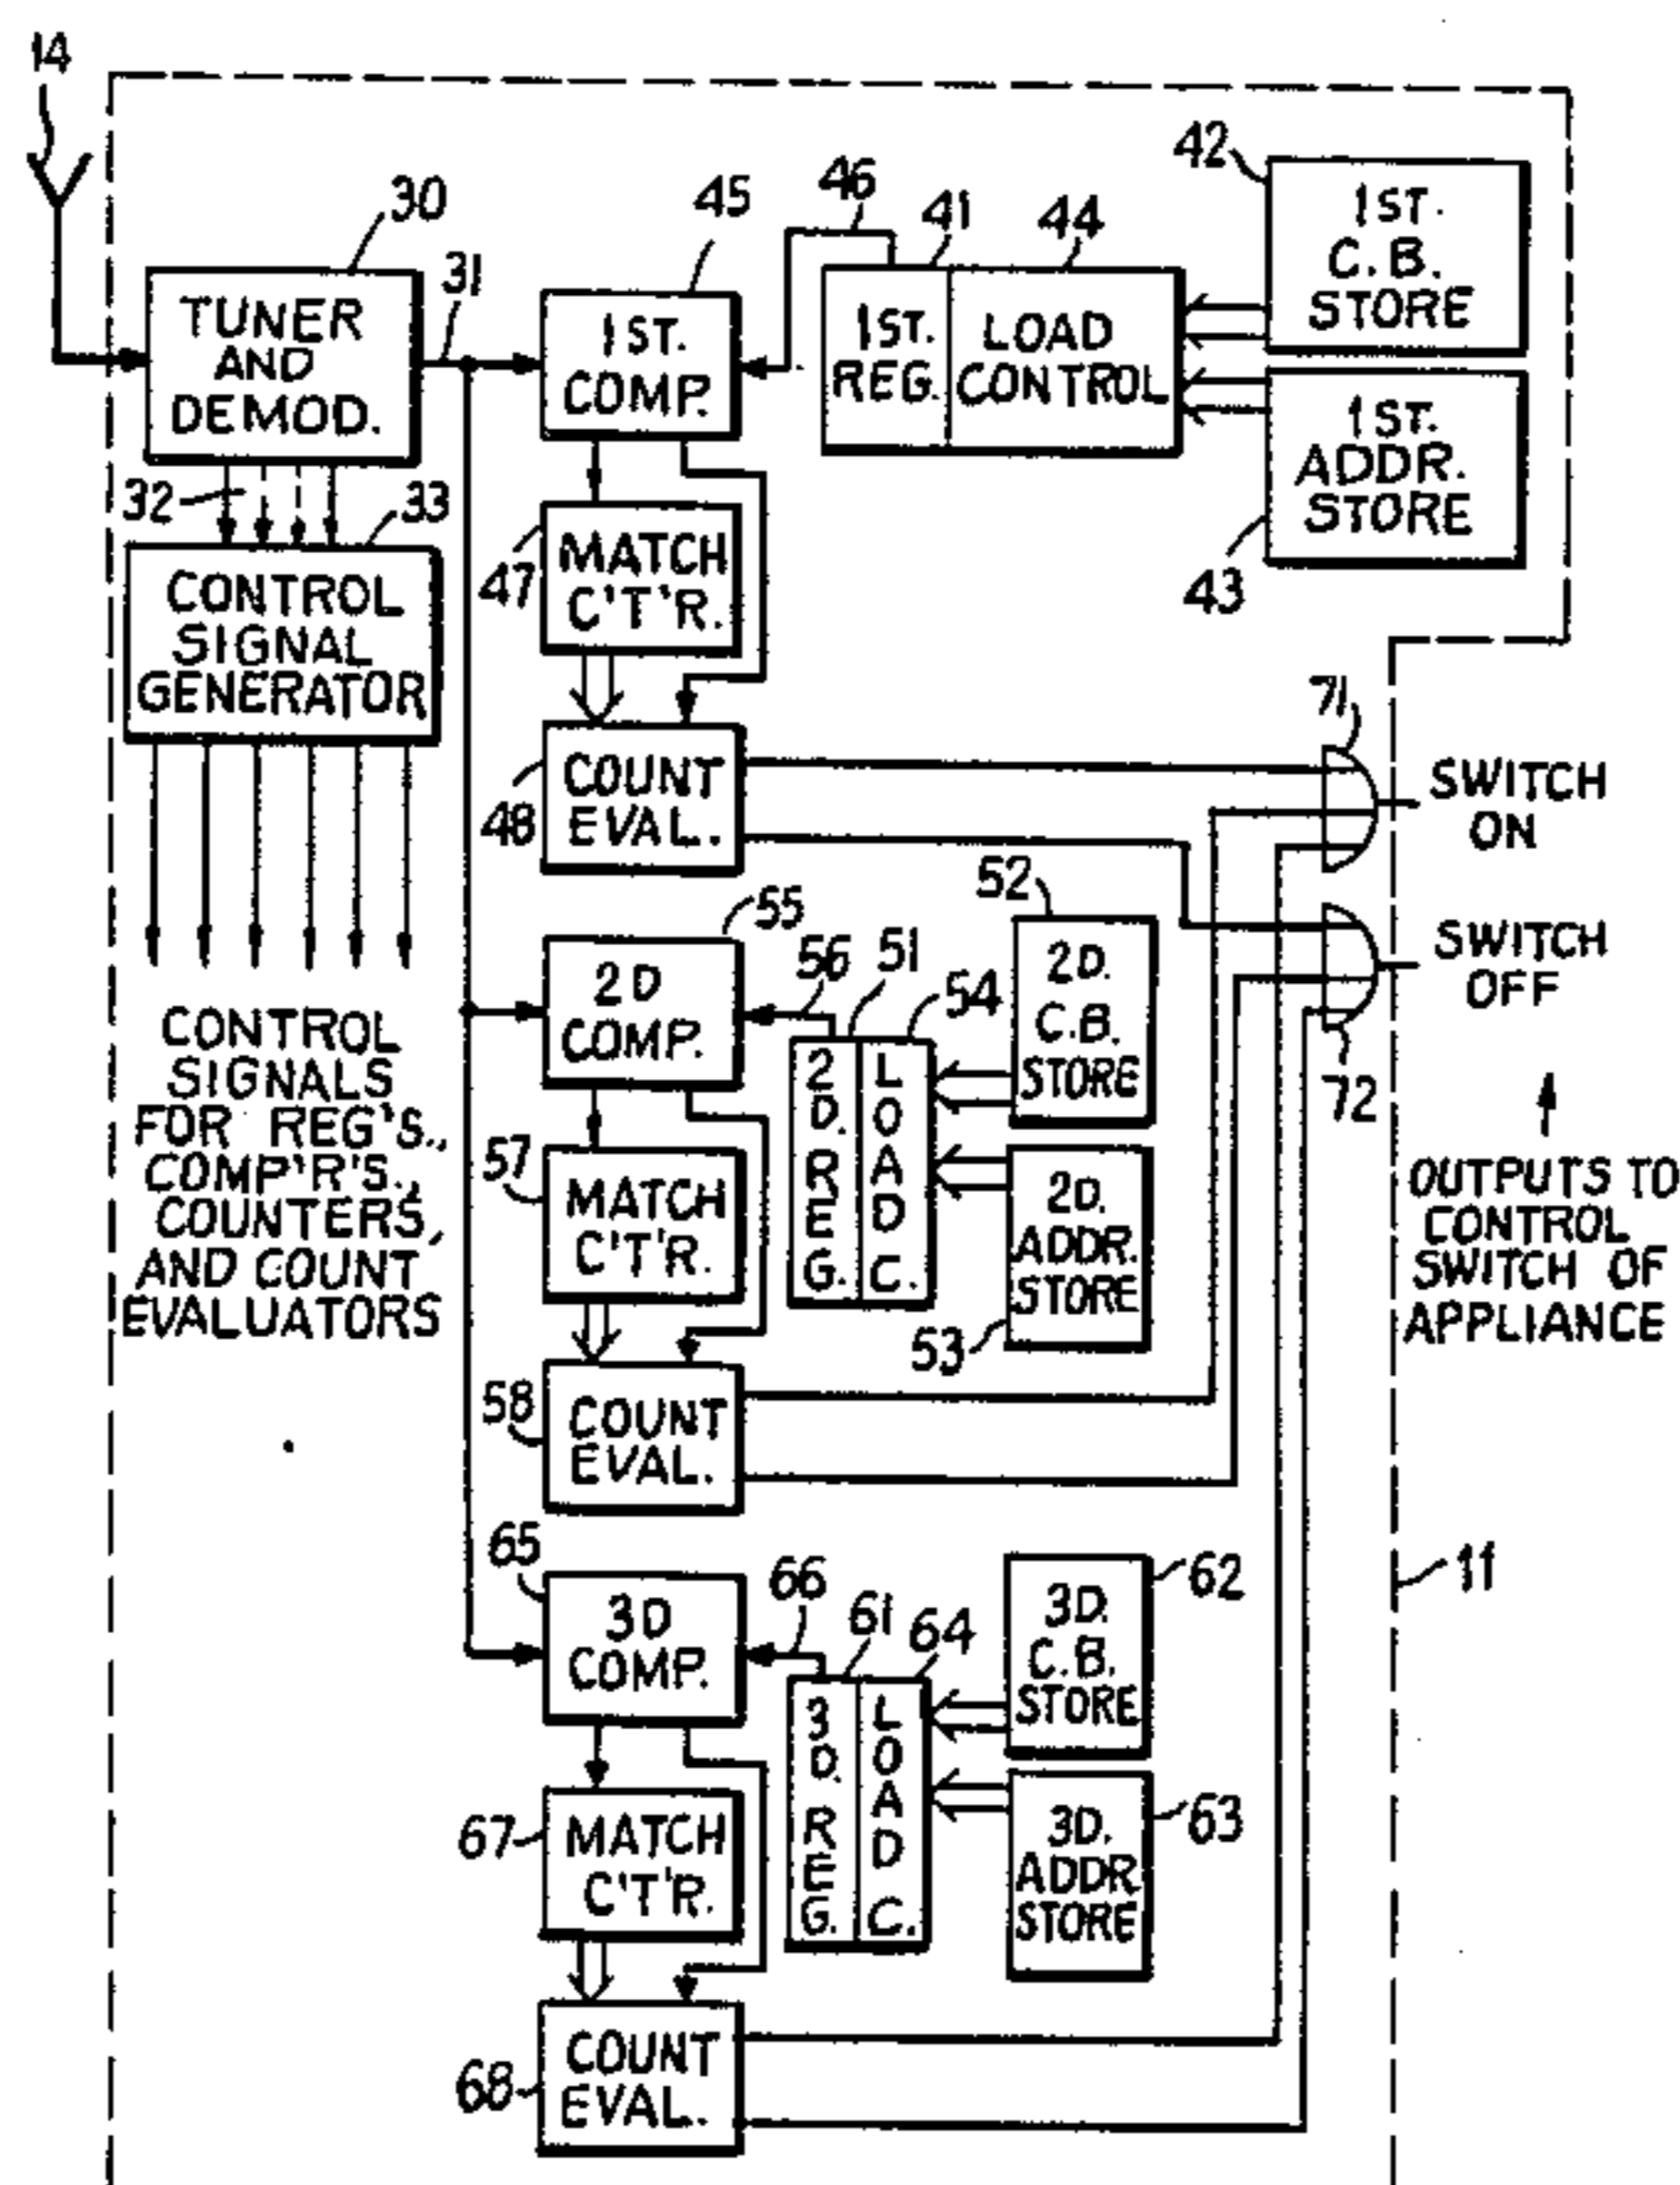 14
30
TUNER
AND
DEMOD.
31
32
33
CONTROL
SIGNAL
GENERATOR
CONTROL
SIGNALS
FOR REG'S.,
COMP'R'S.,
COUNTERS,
AND COUNT
EVALUATORS
45
1ST.
COMP.
46
41
1ST.
REG.
44
LOAD
CONTROL
42
1ST.
C.B.
STORE
1ST.
ADDR.
STORE
43
47
MATCH
C'T'R.
48
COUNT
EVAL.
71
SWITCH
ON
SWITCH
OFF
72
OUTPUTS TO
CONTROL
SWITCH OF
APPLIANCE
55
2D
COMP.
56
51
2D. REG.
54
LOAD C.
52
2D.
C.B.
STORE
2D.
ADDR.
STORE
53
57
MATCH
C'T'R.
58
COUNT
EVAL.
11
65
3D
COMP.
66
61
3D. REG.
64
LOAD C.
62
3D.
C.B.
STORE
63
3D.
ADDR.
STORE
67
MATCH
C'T'R.
68
COUNT
EVAL.